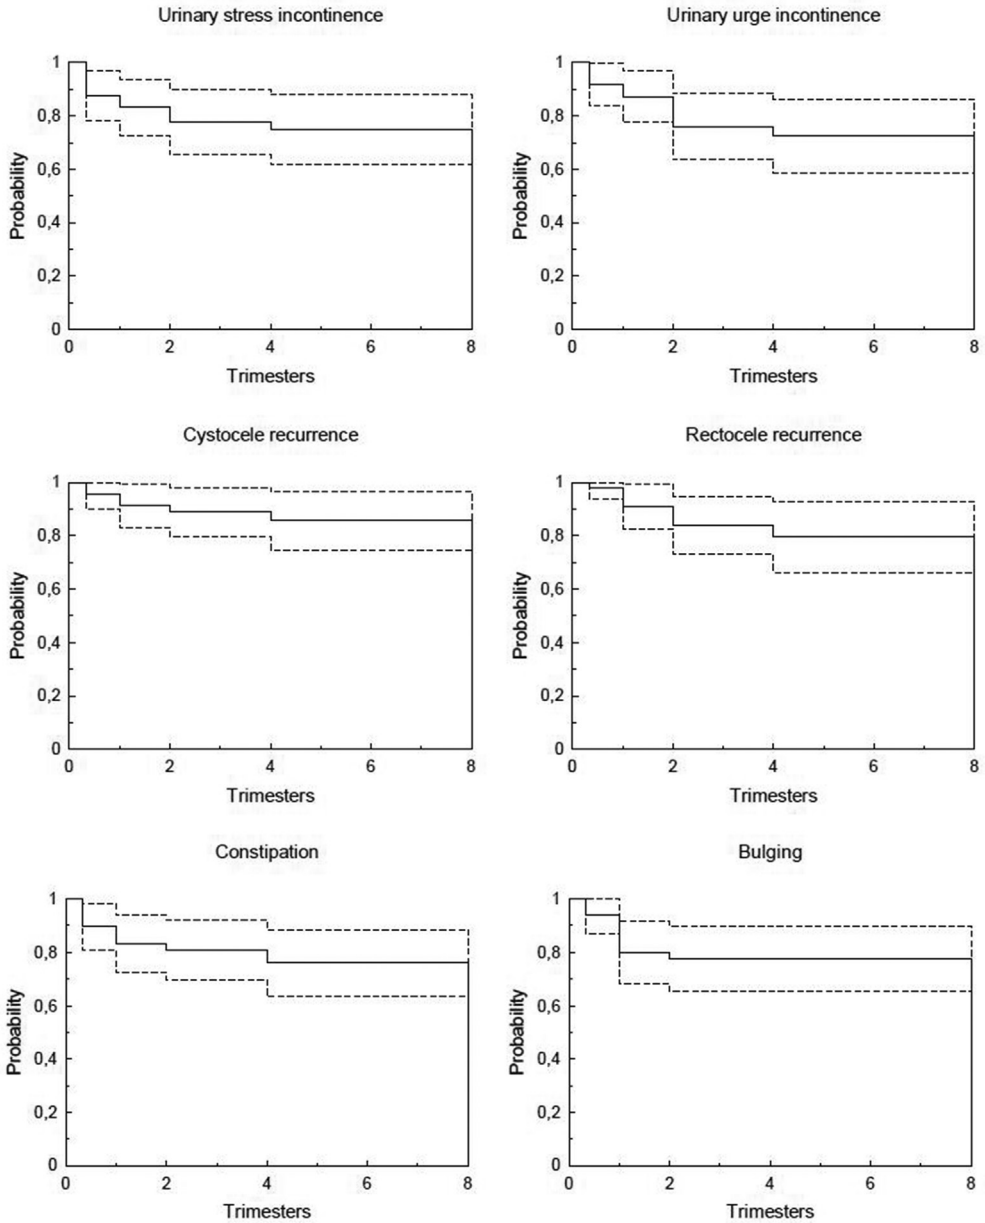 Urinary stress incontinence
Urinary urge incontinence
1
0,8
0,6
0,4
0,2
0
Probability
0 2 4 6 8
Trimesters
1
0,8
0,6
0,4
0,2
0
Probability
0 2 4 6 8
Trimesters
Cystocele recurrence
Rectocele recurrence
1
0,8
0,6
0,4
0,2
0
Probability
0 2 4 6 8
Trimesters
1
0,8
0,6
0,4
0,2
0
Probability
0 2 4 6 8
Trimesters
Constipation
Bulging
1
0,8
0,6
0,4
0,2
0
Probability
0 2 4 6 8
Trimesters
1
0,8
0,6
0,4
0,2
0
Probability
0 2 4 6 8
Trimesters